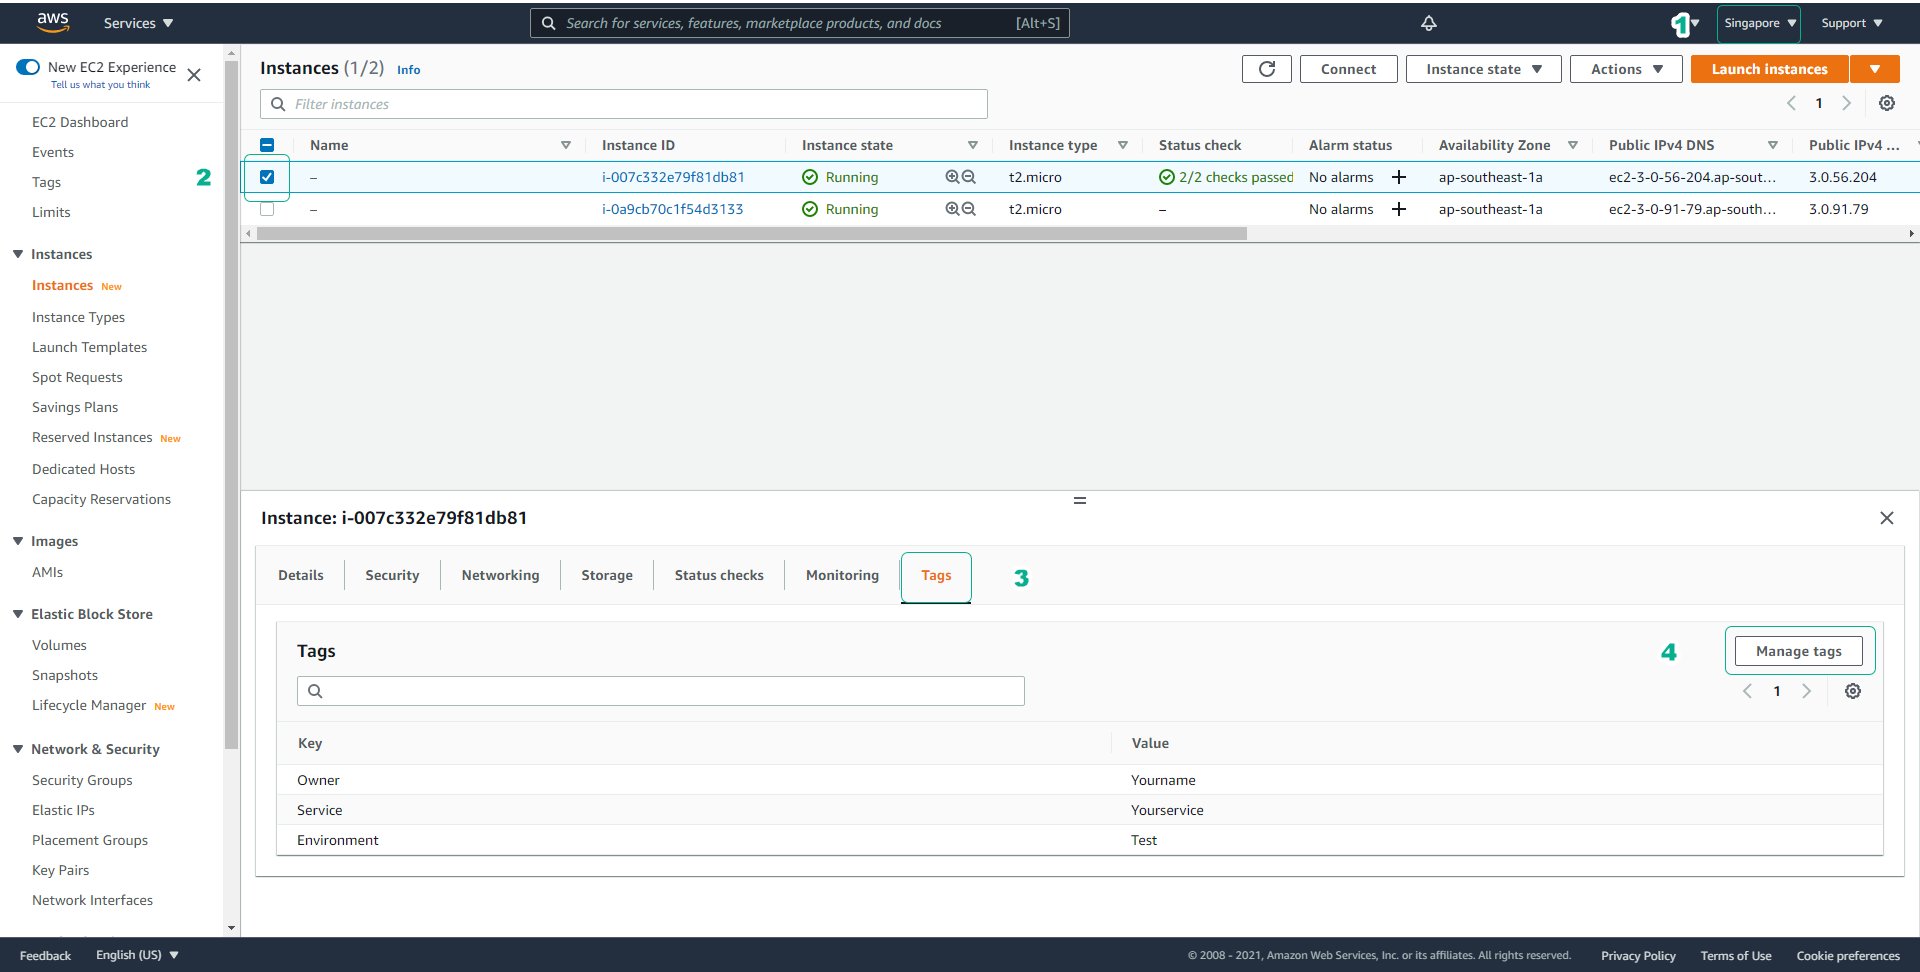 aws Services Search for services, features, marketplace products, and docs [Alt+S] 1 Singapore Support
New EC2 Experience
Tell us what you think
EC2 Dashboard
Events
Tags
Limits
2
Instances
Instances New
Instance Types
Launch Templates
Spot Requests
Savings Plans
Reserved Instances New
Dedicated Hosts
Capacity Reservations
Images
AMIs
Elastic Block Store
Volumes
Snapshots
Lifecycle Manager New
Network & Security
Security Groups
Elastic IPs
Placement Groups
Key Pairs
Network Interfaces
Instances (1/2) Info Connect Instance state Actions Launch instances
Filter instances 1
Name Instance ID Instance state Instance type Status check Alarm status Availability Zone Public IPv4 DNS Public IPv4 ...
– i-007c332e79f81db81 Running t2.micro 2/2 checks passed No alarms + ap-southeast-1a ec2-3-0-56-204.ap-sout... 3.0.56.204
– i-0a9cb70c1f54d3133 Running t2.micro – No alarms + ap-southeast-1a ec2-3-0-91-79.ap-south... 3.0.91.79
Instance: i-007c332e79f81db81
Details Security Networking Storage Status checks Monitoring Tags 3
Tags 4 Manage tags
1
Key Value
Owner Yourname
Service Yourservice
Environment Test
Feedback English (US) © 2008 - 2021, Amazon Web Services, Inc. or its affiliates. All rights reserved. Privacy Policy Terms of Use Cookie preferences